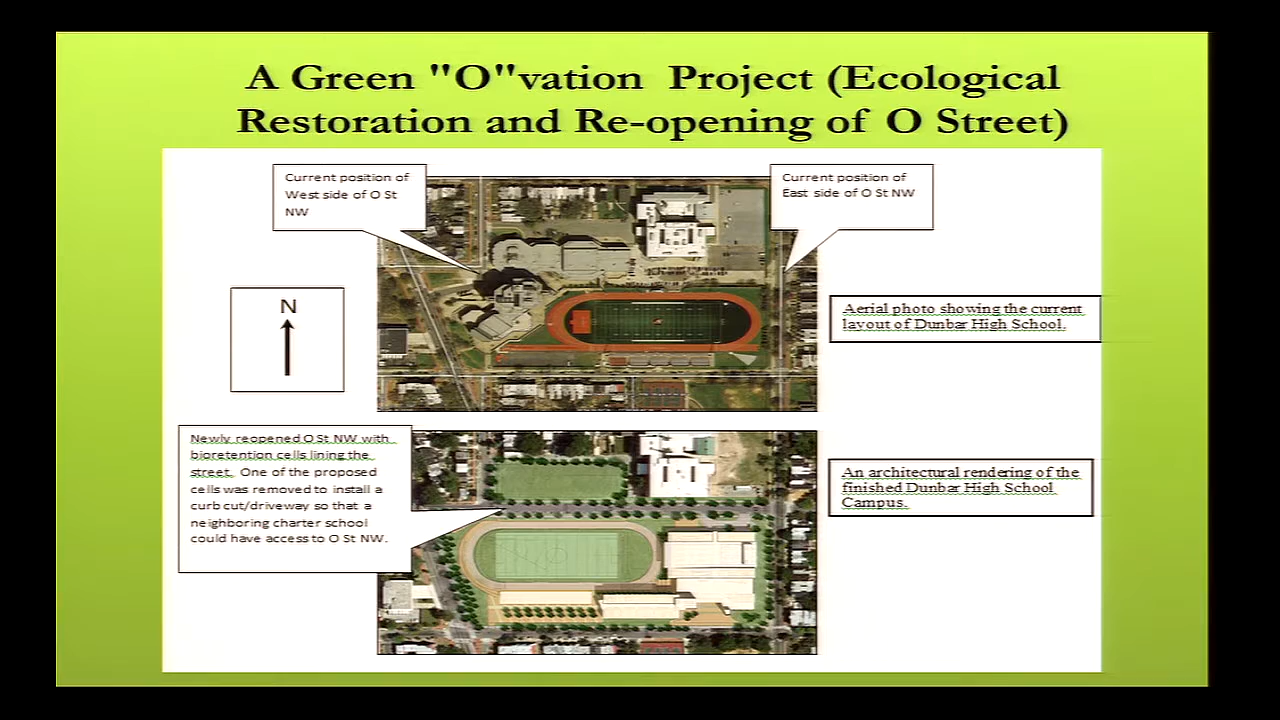 A Green "O"vation Project (Ecological
Restoration and Re-opening of O Street)
Current position of
West side of O St
NW
Current position of
East side of O St NW
N
Aerial photo showing the current
layout of Dunbar High School.
Newly reopened O St NW with
bioretention cells lining the
street. One of the proposed
cells was removed to install a
curb cut/driveway so that a
neighboring charter school
could have access to O St NW.
An architectural rendering of the
finished Dunbar High School
Campus.